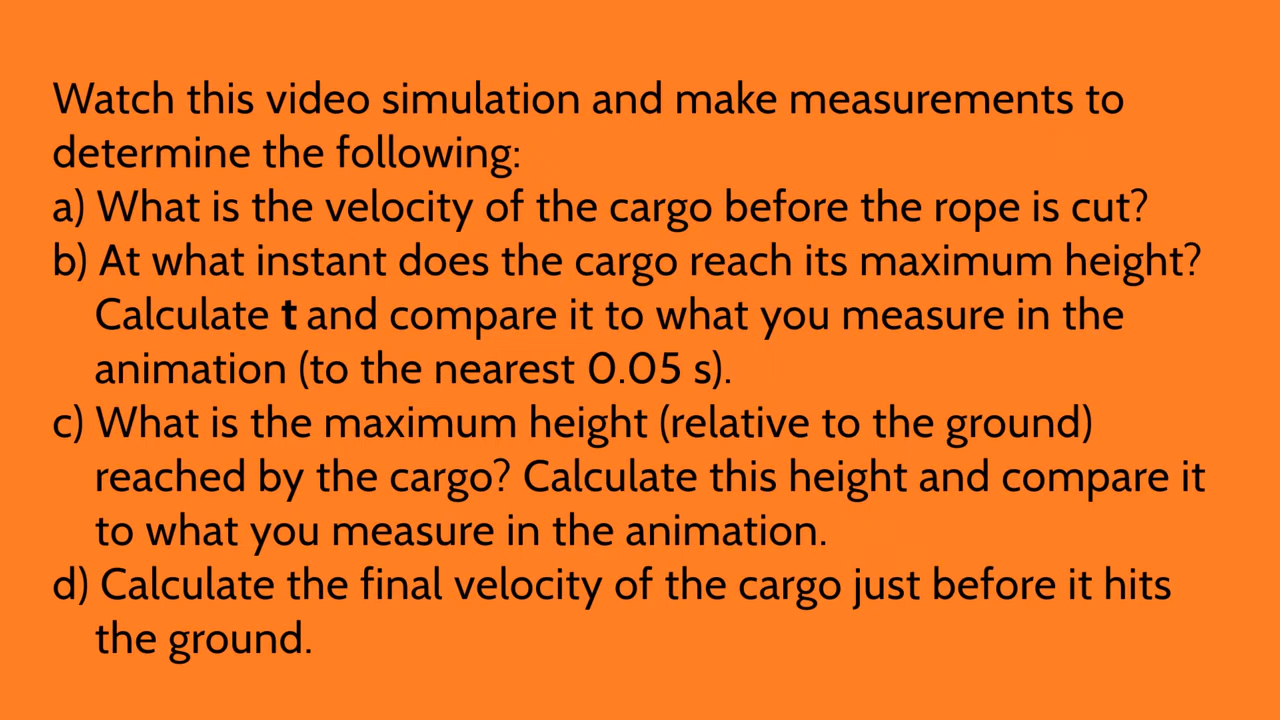 Watch this video simulation and make measurements to
determine the following:
a) What is the velocity of the cargo before the rope is cut?
b) At what instant does the cargo reach its maximum height?
Calculate t and compare it to what you measure in the
animation (to the nearest 0.05 s).
c) What is the maximum height (relative to the ground)
reached by the cargo? Calculate this height and compare it
to what you measure in the animation.
d) Calculate the final velocity of the cargo just before it hits
the ground.